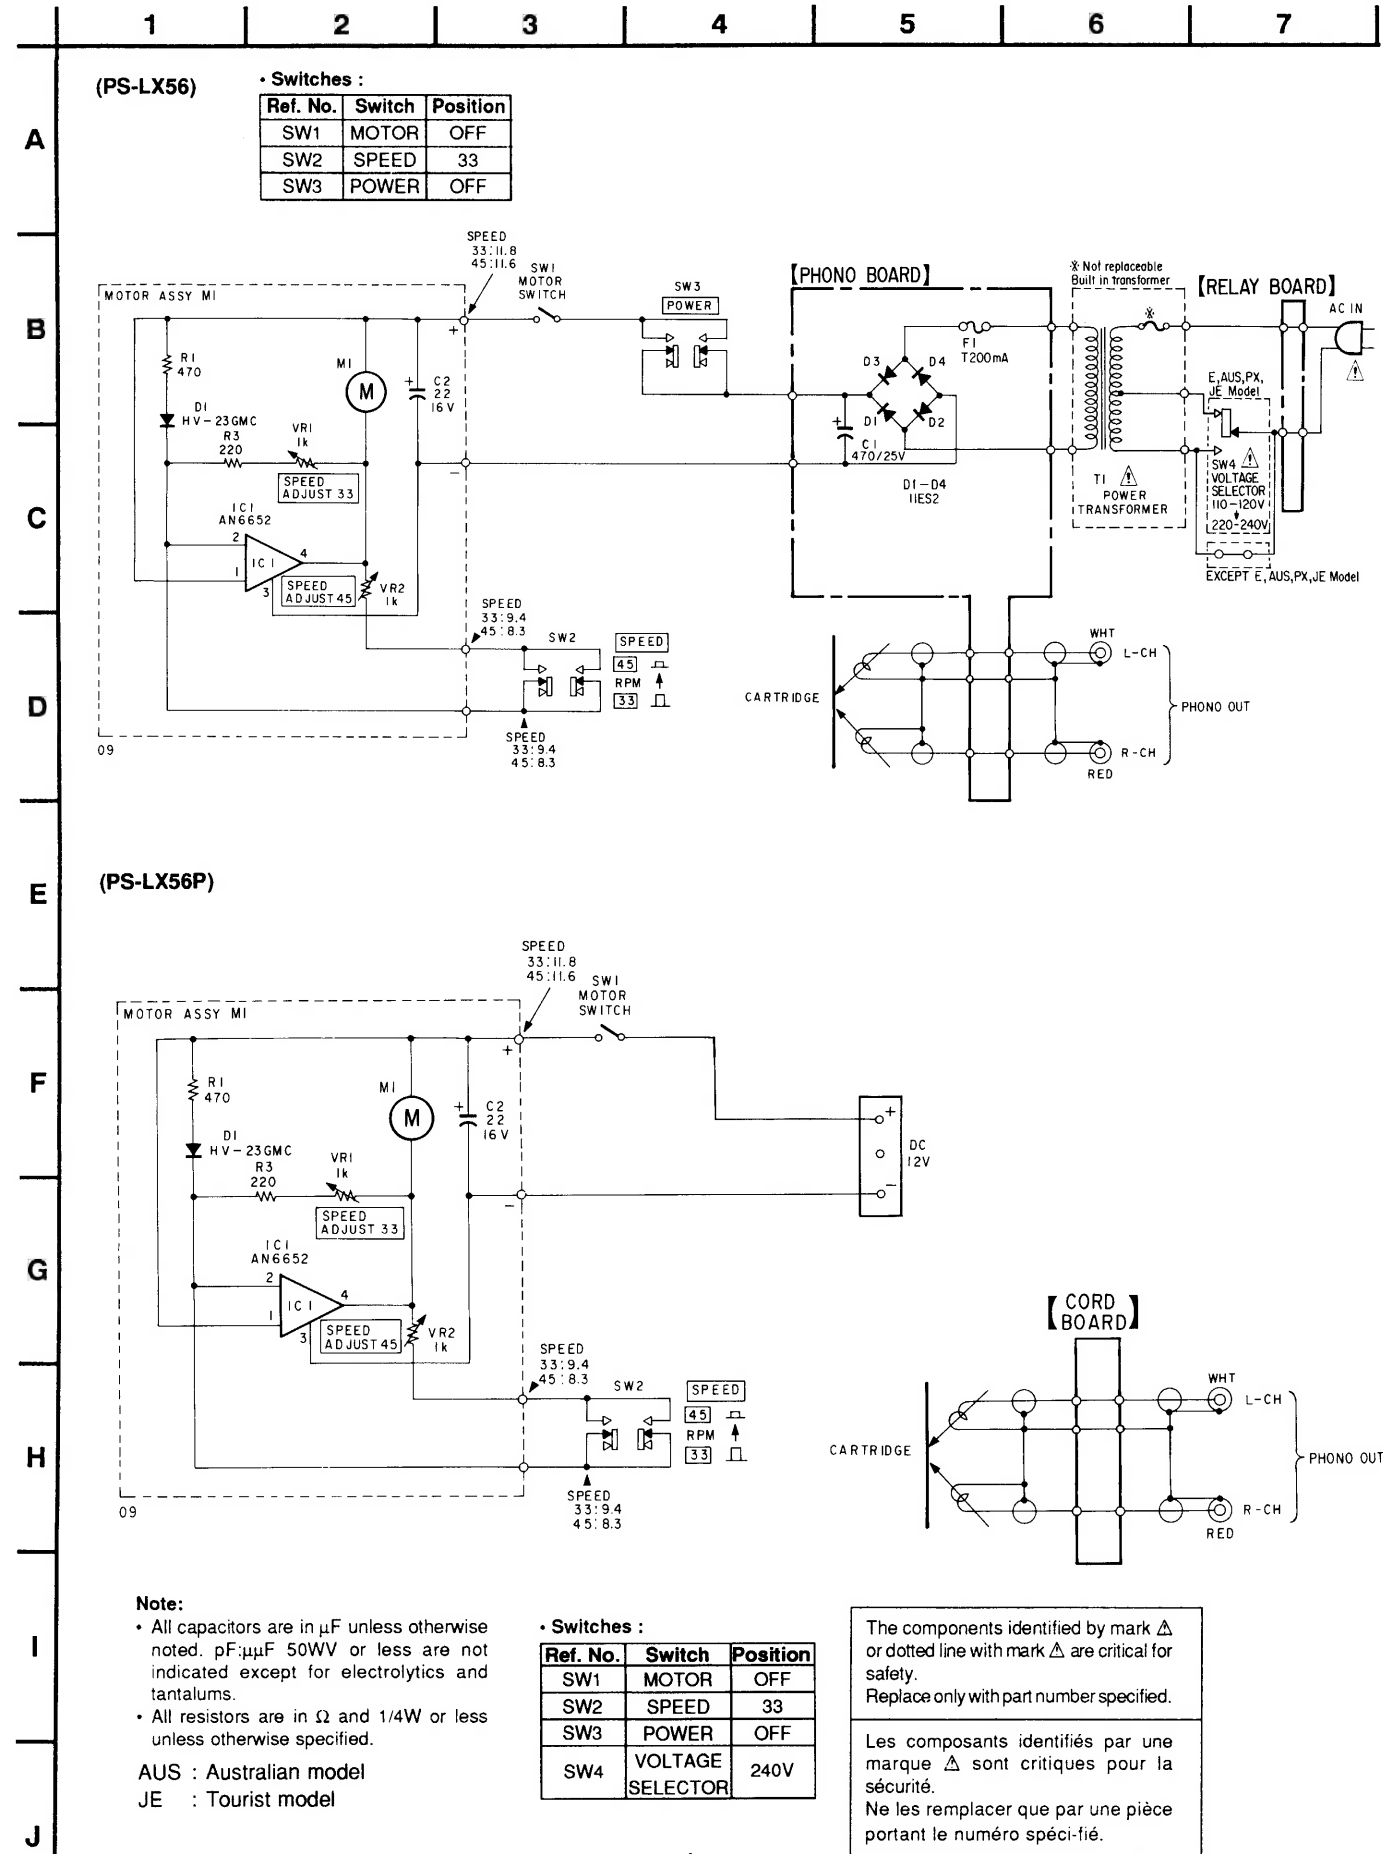 1 2 3 4 5 6 7
A
B
C
D
E
F
G
H
I
J
(PS-LX56)
• Switches :
Ref. No. Switch Position
SW1 MOTOR OFF
SW2 SPEED 33
SW3 POWER OFF
SPEED
33:11.8
45:11.6
SW1
MOTOR
SWITCH
MOTOR ASSY M1
R1
470
D1
HV-23GMC
R3
220
VR1
1k
SPEED
ADJUST 33
M1
M
+
C2
22
16V
+
−
IC1
AN6652
2
1
3
4
IC1
SPEED
ADJUST 45
VR2
1k
09
SPEED
33:9.4
45:8.3
SW2
SPEED
45
RPM
33
SPEED
33:9.4
45:8.3
SW3
POWER
【PHONO BOARD】
F1
T200mA
D3
D4
D1
D2
+
C1
470/25V
D1-D4
11ES2
※ Not replaceable
Built in transformer
※
T1 ⚠
POWER
TRANSFORMER
【RELAY BOARD】
AC IN
⚠
E,AUS,PX,
JE Model
SW4 ⚠
VOLTAGE
SELECTOR
110-120V
220-240V
EXCEPT E,AUS,PX,JE Model
CARTRIDGE
WHT
L-CH
PHONO OUT
R-CH
RED
(PS-LX56P)
SPEED
33:11.8
45:11.6
SW1
MOTOR
SWITCH
MOTOR ASSY M1
R1
470
D1
HV-23GMC
R3
220
VR1
1k
SPEED
ADJUST 33
M1
M
+
C2
22
16V
+
−
IC1
AN6652
2
1
3
4
IC1
SPEED
ADJUST 45
VR2
1k
09
SPEED
33:9.4
45:8.3
SW2
SPEED
45
RPM
33
SPEED
33:9.4
45:8.3
+
DC
12V
−
【CORD
BOARD】
CARTRIDGE
WHT
L-CH
PHONO OUT
R-CH
RED
Note:
• All capacitors are in μF unless otherwise
noted. pF:μμF 50WV or less are not
indicated except for electrolytics and
tantalums.
• All resistors are in Ω and 1/4W or less
unless otherwise specified.
AUS : Australian model
JE : Tourist model
• Switches :
Ref. No. Switch Position
SW1 MOTOR OFF
SW2 SPEED 33
SW3 POWER OFF
SW4 VOLTAGE SELECTOR 240V
The components identified by mark ⚠
or dotted line with mark ⚠ are critical for
safety.
Replace only with part number specified.
Les composants identifiés par une
marque ⚠ sont critiques pour la
sécurité.
Ne les remplacer que par une pièce
portant le numéro spéci-fié.